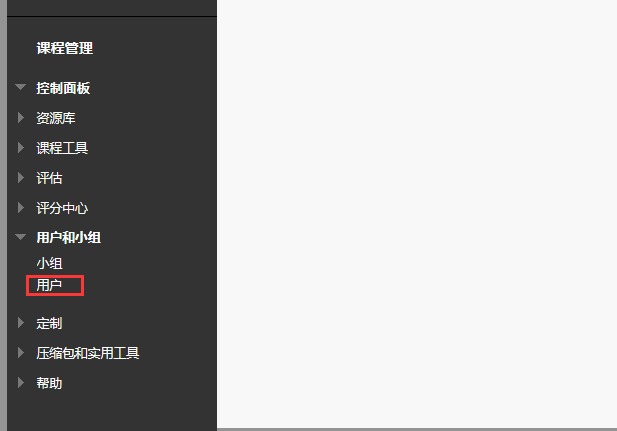 课程管理
控制面板
资源库
课程工具
评估
评分中心
用户和小组
小组
用户
定制
压缩包和实用工具
帮助